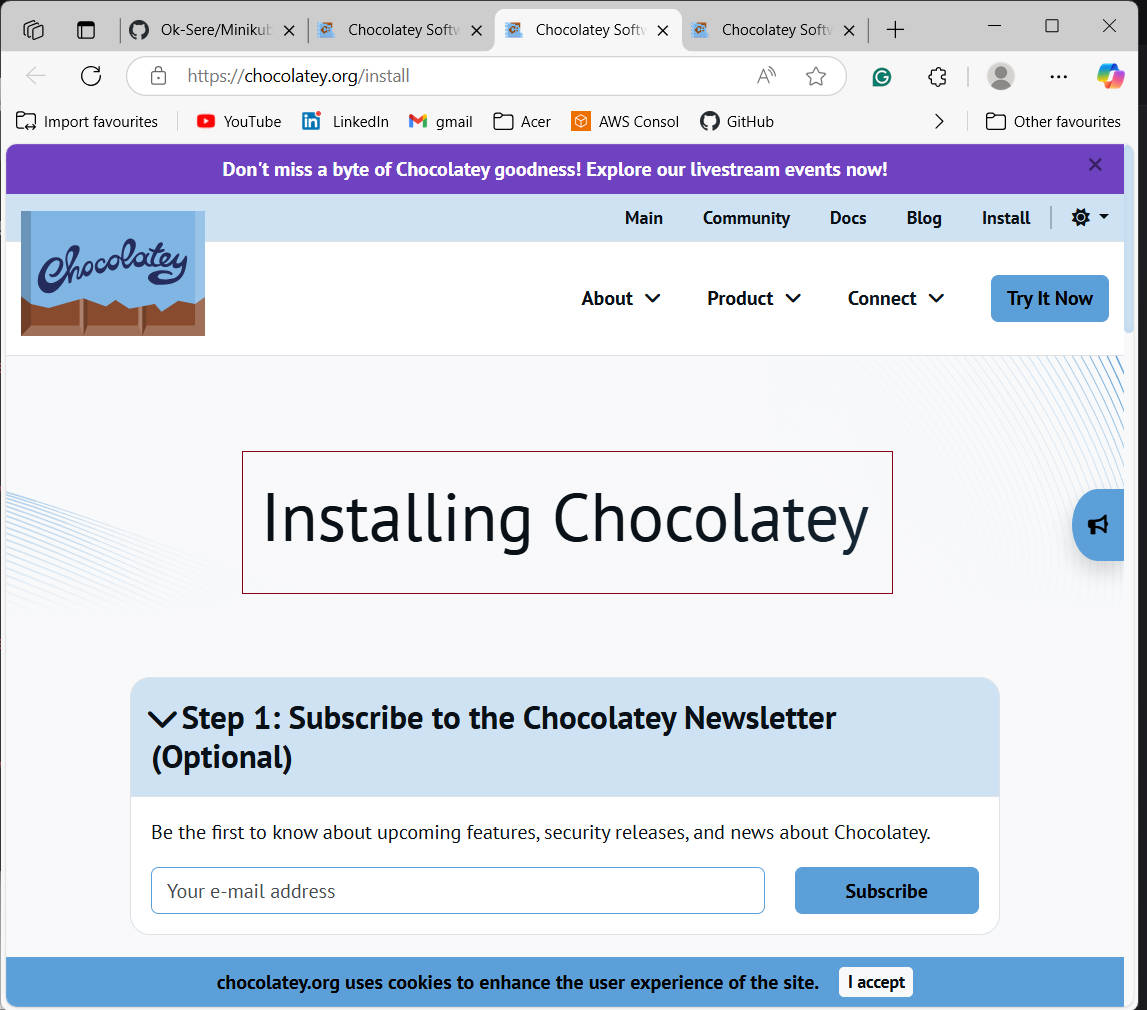 Ok-Sere/Minikub
Chocolatey Softw
Chocolatey Softw
Chocolatey Softw
https://chocolatey.org/install
Import favourites
YouTube
LinkedIn
gmail
Acer
AWS Consol
GitHub
Other favourites
Don't miss a byte of Chocolatey goodness! Explore our livestream events now!
Chocolatey
Main Community Docs Blog Install
About Product Connect Try It Now
Installing Chocolatey
Step 1: Subscribe to the Chocolatey Newsletter
(Optional)
Be the first to know about upcoming features, security releases, and news about Chocolatey.
Your e-mail address
Subscribe
chocolatey.org uses cookies to enhance the user experience of the site.
I accept